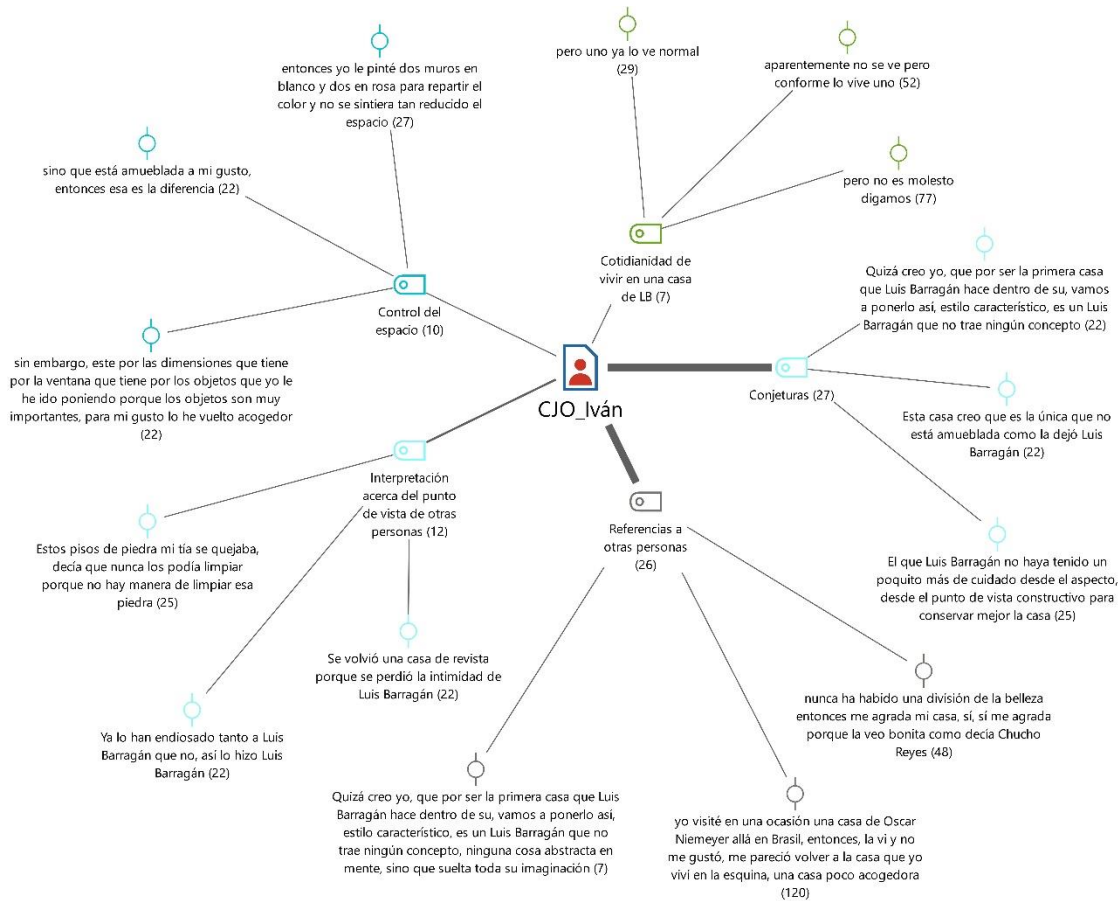 entonces yo le pinté dos muros en
blanco y dos en rosa para repartir el
color y no se sintiera tan reducido el
espacio (27)
sino que está amueblada a mi gusto,
entonces esa es la diferencia (22)
Control del
espacio (10)
sin embargo, este por las dimensiones que tiene
por la ventana que tiene por los objetos que yo le
he ido poniendo porque los objetos son muy
importantes, para mi gusto lo he vuelto acogedor
(22)
pero uno ya lo ve normal
(29)
aparentemente no se ve pero
conforme lo vive uno (52)
pero no es molesto
digamos (77)
Cotidianidad de
vivir en una casa
de LB (7)
CJO_Iván
Quizá creo yo, que por ser la primera casa
que Luis Barragán hace dentro de su, vamos
a ponerlo así, estilo característico, es un Luis
Barragán que no trae ningún concepto (22)
Conjeturas (27)
Esta casa creo que es la única que no
está amueblada como la dejó Luis
Barragán (22)
El que Luis Barragán no haya tenido un
poquito más de cuidado desde el aspecto,
desde el punto de vista constructivo para
conservar mejor la casa (25)
Interpretación
acerca del punto
de vista de otras
personas (12)
Estos pisos de piedra mi tía se quejaba,
decía que nunca los podía limpiar
porque no hay manera de limpiar esa
piedra (25)
Se volvió una casa de revista
porque se perdió la intimidad de
Luis Barragán (22)
Ya lo han endiosado tanto a Luis
Barragán que no, así lo hizo Luis
Barragán (22)
Referencias a
otras personas
(26)
nunca ha habido una división de la belleza
entonces me agrada mi casa, sí, sí me agrada
porque la veo bonita como decía Chucho
Reyes (48)
Quizá creo yo, que por ser la primera casa que Luis
Barragán hace dentro de su, vamos a ponerlo así,
estilo característico, es un Luis Barragán que no
trae ningún concepto, ninguna cosa abstracta en
mente, sino que suelta toda su imaginación (7)
yo visité en una ocasión una casa de Oscar
Niemeyer allá en Brasil, entonces, la vi y no
me gustó, me pareció volver a la casa que yo
viví en la esquina, una casa poco acogedora
(120)